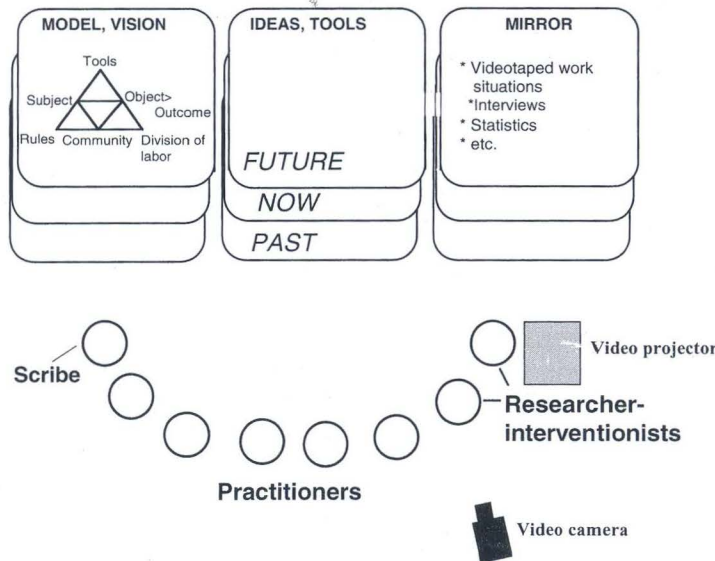 MODEL, VISION
Tools
Subject
Object>
Outcome
Rules
Community
Division of
labor
IDEAS, TOOLS
FUTURE
NOW
PAST
MIRROR
* Videotaped work
situations
*Interviews
* Statistics
* etc.
Scribe
Practitioners
Researcher-
interventionists
Video projector
Video camera